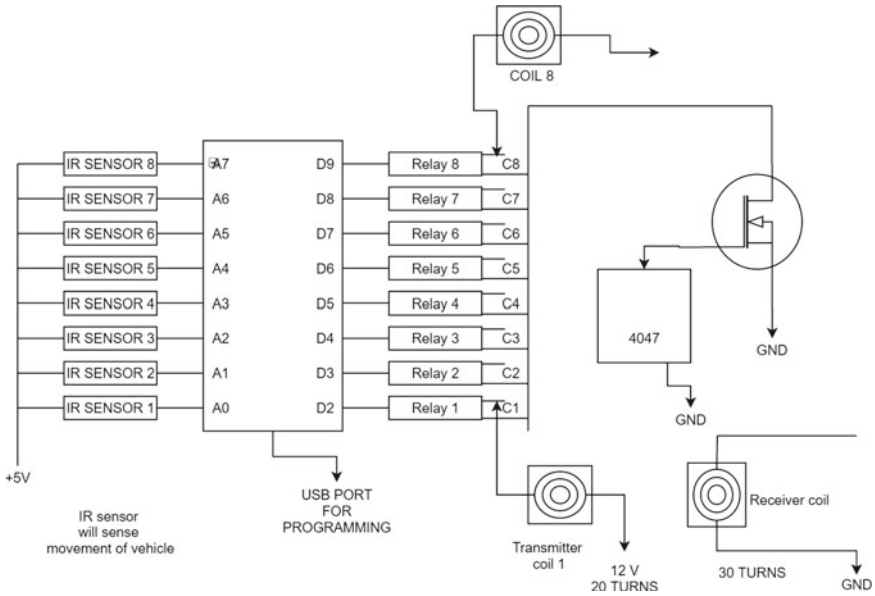 COIL 8
IR SENSOR 8 A7 D9 Relay 8 C8
IR SENSOR 7 A6 D8 Relay 7 C7
IR SENSOR 6 A5 D7 Relay 6 C6
IR SENSOR 5 A4 D6 Relay 5 C5
IR SENSOR 4 A3 D5 Relay 4 C4
IR SENSOR 3 A2 D4 Relay 3 C3
IR SENSOR 2 A1 D3 Relay 2 C2
IR SENSOR 1 A0 D2 Relay 1 C1
4047
GND
GND
+5V
USB PORT
FOR
PROGRAMMING
IR sensor
will sense
movement of vehicle
Transmitter
coil 1
12 V
20 TURNS
Receiver coil
30 TURNS
GND